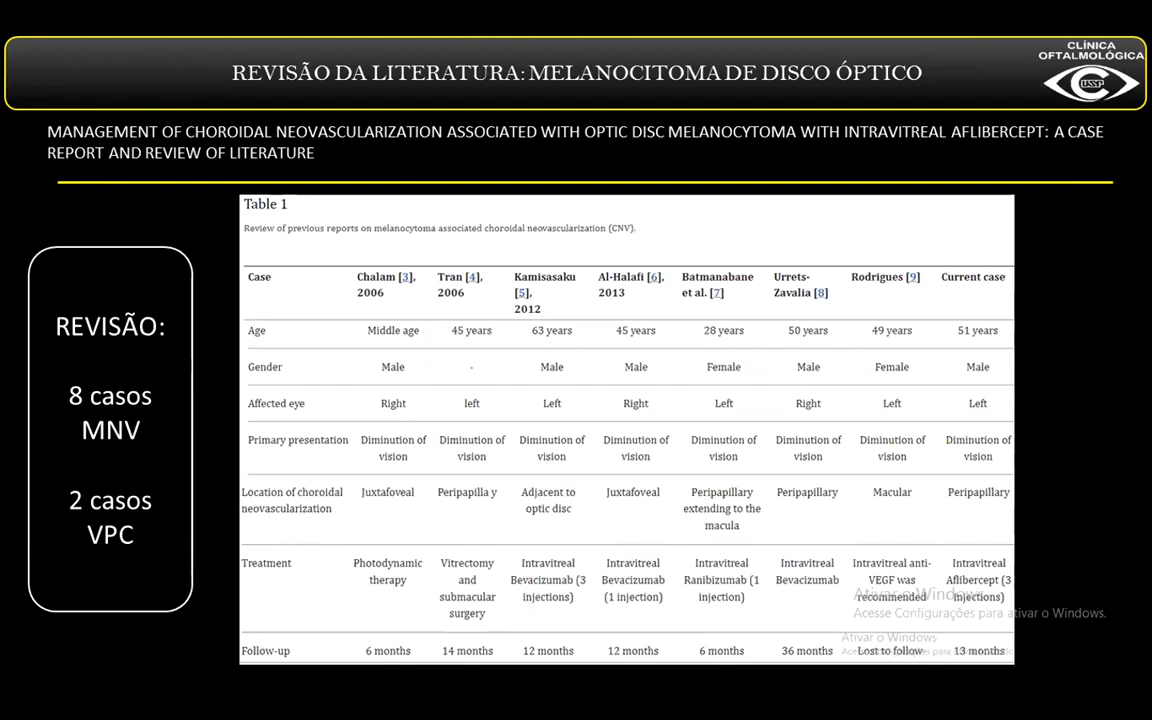 CLÍNICA
OFTALMOLÓGICA
REVISÃO DA LITERATURA: MELANOCITOMA DE DISCO ÓPTICO
MANAGEMENT OF CHOROIDAL NEOVASCULARIZATION ASSOCIATED WITH OPTIC DISC MELANOCYTOMA WITH INTRAVITREAL AFLIBERCEPT: A CASE
REPORT AND REVIEW OF LITERATURE
REVISÃO:
8 casos
MNV
2 casos
VPC
Table 1
Review of previous reports on melanocytoma associated choroidal neovascularization (CNV).
Case Chalam [3], Tran [4], Kamisasaku Al-Halafi [6], Batmanabane Urrets- Rodrigues [9] Current case
2006 2006 [5], 2013 et al. [7] Zavalia [8]
2012
Age Middle age 45 years 63 years 45 years 28 years 50 years 49 years 51 years
Gender Male - Male Male Female Male Female Male
Affected eye Right left Left Right Left Right Left Left
Primary presentation Diminution of Diminution of Diminution of Diminution of Diminution of Diminution of Diminution of Diminution of
vision vision vision vision vision vision vision vision
Location of choroidal Juxtafoveal Peripapilla y Adjacent to Juxtafoveal Peripapillary Peripapillary Macular Peripapillary
neovascularization optic disc extending to the
macula
Treatment Photodynamic Vitrectomy Intravitreal Intravitreal Intravitreal Intravitreal Intravitreal anti- Intravitreal
therapy and Bevacizumab (3 Bevacizumab Ranibizumab (1 Bevacizumab VEGF was Aflibercept (3
submacular injections) (1 injection) injection) recommended injections)
surgery
Ativar o Windows
Acesse Configurações para ativar o Windows.
Ativar o Windows
Follow-up 6 months 14 months 12 months 12 months 6 months 36 months Lost to follow 13 months